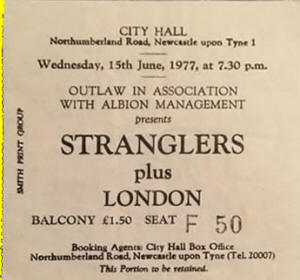 CITY HALL
Northumberland Road, Newcastle upon Tyne 1
Wednesday, 15th June, 1977, at 7.30 p.m.
OUTLAW IN ASSOCIATION
WITH ALBION MANAGEMENT
presents
STRANGLERS
plus
LONDON
BALCONY £1.50 SEAT F 50
Booking Agents: City Hall Box Office
Northumberland Road, Newcastle upon Tyne (Tel. 20007)
This Portion to be retained.
SMITH PRINT GROUP